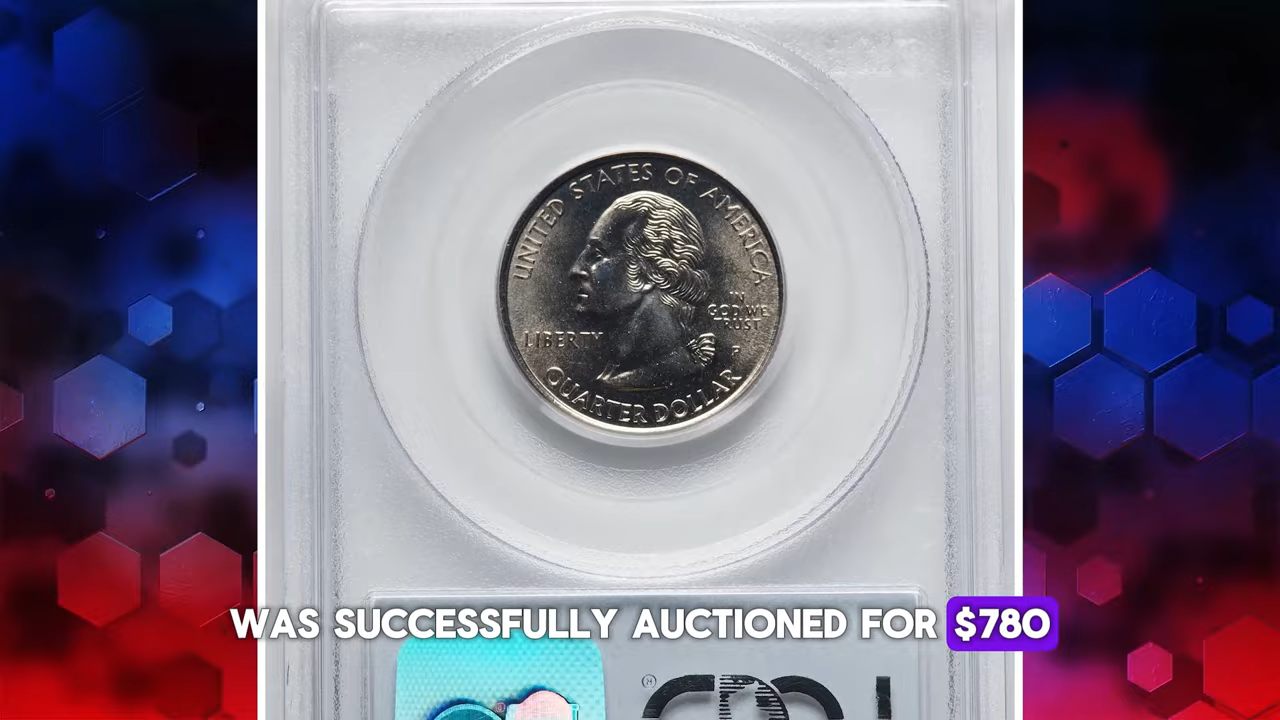 UNITED STATES OF AMERICA
IN
GOD WE
TRUST
LIBERTY
P
QUARTER DOLLAR
WAS SUCCESSFULLY AUCTIONED FOR $780